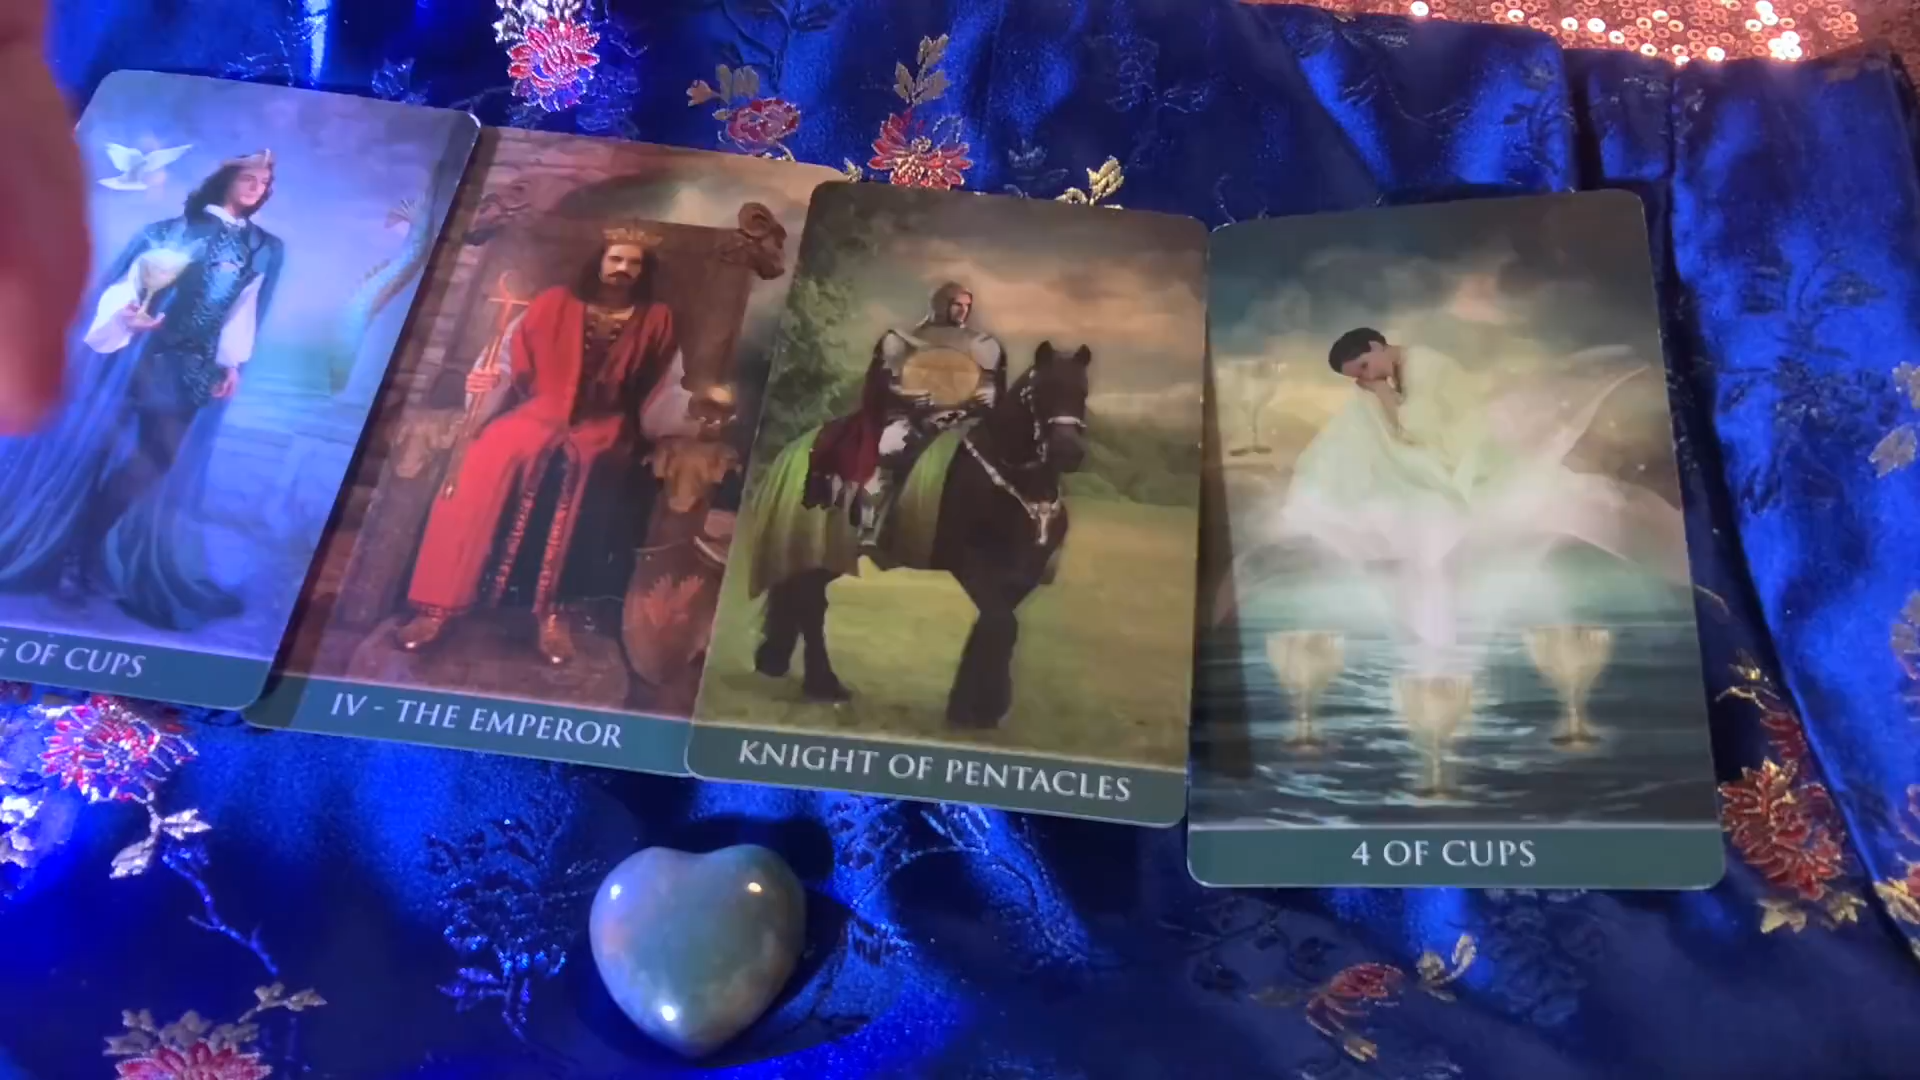 OF CUPS
IV - THE EMPEROR
KNIGHT OF PENTACLES
4 OF CUPS